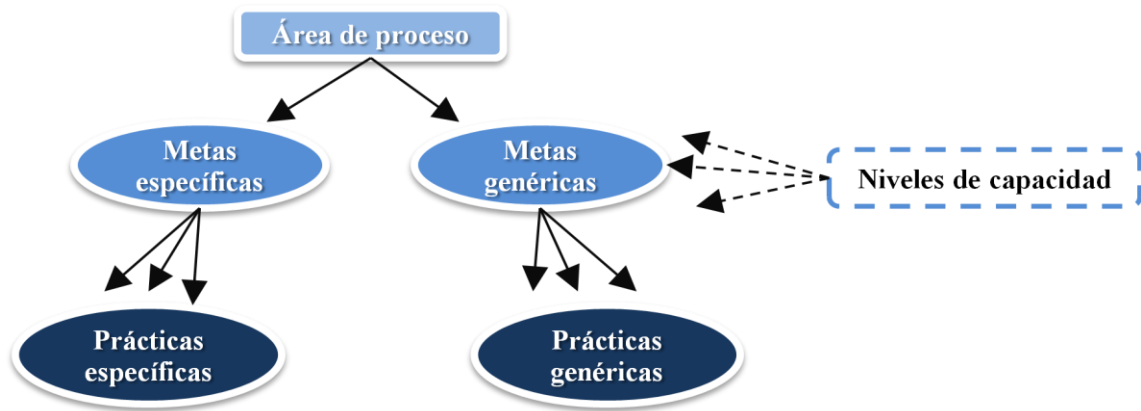 Área de proceso
Metas
específicas
Metas
genéricas
Niveles de capacidad
Prácticas
específicas
Prácticas
genéricas